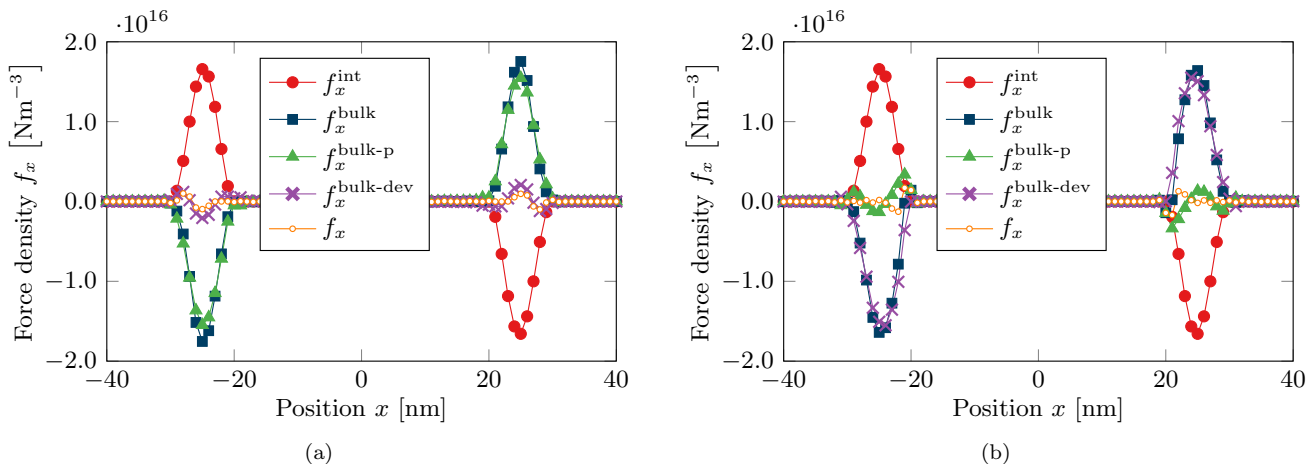 ·10^16
2.0
1.0
0.0
−1.0
−2.0
−40
−20
0
20
40
Force density f_x [Nm^−3]
Position x [nm]
f_x^int
f_x^bulk
f_x^bulk-p
f_x^bulk-dev
f_x
(a)
·10^16
2.0
1.0
0.0
−1.0
−2.0
−40
−20
0
20
40
Force density f_x [Nm^−3]
Position x [nm]
f_x^int
f_x^bulk
f_x^bulk-p
f_x^bulk-dev
f_x
(b)